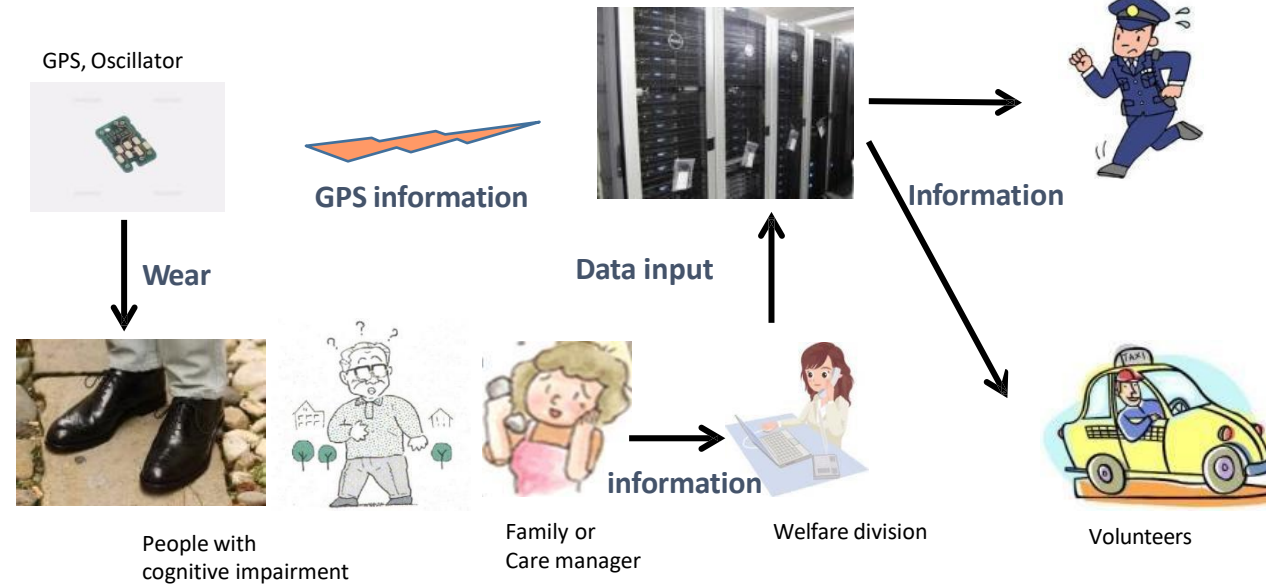 GPS, Oscillator
GPS information
Information
Wear
Data input
TAXI
information
People with
cognitive impairment
Family or
Care manager
Welfare division
Volunteers